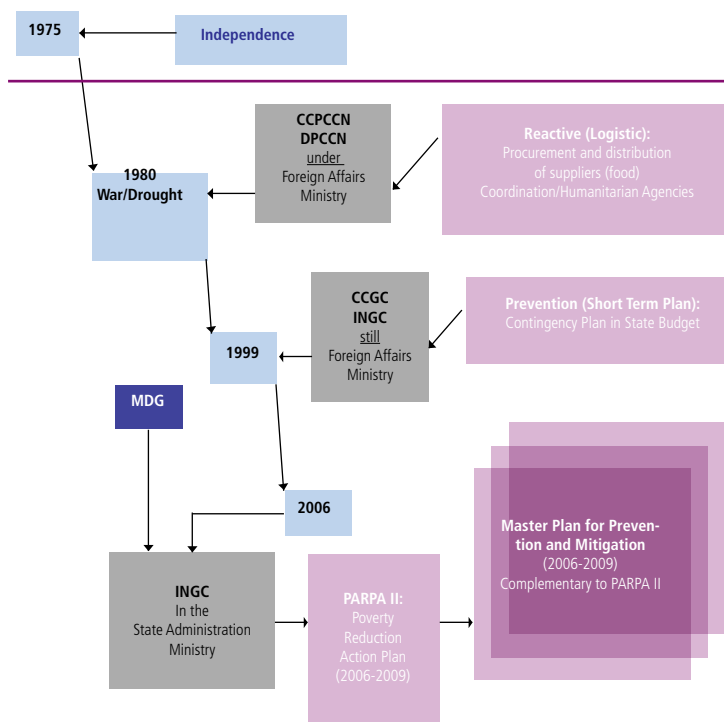 1975
Independence
CCPCCN
DPCCN
under
Foreign Affairs
Ministry
Reactive (Logistic):
Procurement and distribution
of suppliers (food)
Coordination/Humanitarian Agencies
1980
War/Drought
CCGC
INGC
still
Foreign Affairs
Ministry
Prevention (Short Term Plan):
Contingency Plan in State Budget
1999
MDG
2006
Master Plan for Preven-
tion and Mitigation
(2006-2009)
Complementary to PARPA II
INGC
In the
State Administration
Ministry
PARPA II:
Poverty
Reduction
Action Plan
(2006-2009)